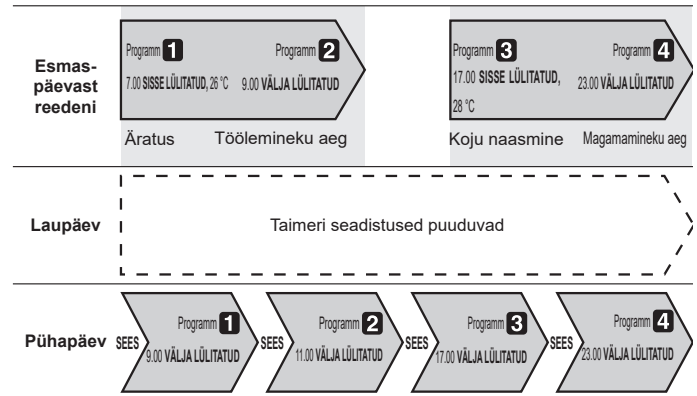 Esmas-
päevast
reedeni
Programm 1
7.00 SISSE LÜLITATUD, 26 °C
Programm 2
9.00 VÄLJA LÜLITATUD
Programm 3
17.00 SISSE LÜLITATUD,
28 °C
Programm 4
23.00 VÄLJA LÜLITATUD
Äratus
Töölemineku aeg
Koju naasmine
Magamamineku aeg
Laupäev
Taimeri seadistused puuduvad
Pühapäev
SEES
Programm 1
9.00 VÄLJA LÜLITATUD
SEES
Programm 2
11.00 VÄLJA LÜLITATUD
SEES
Programm 3
17.00 VÄLJA LÜLITATUD
SEES
Programm 4
23.00 VÄLJA LÜLITATUD